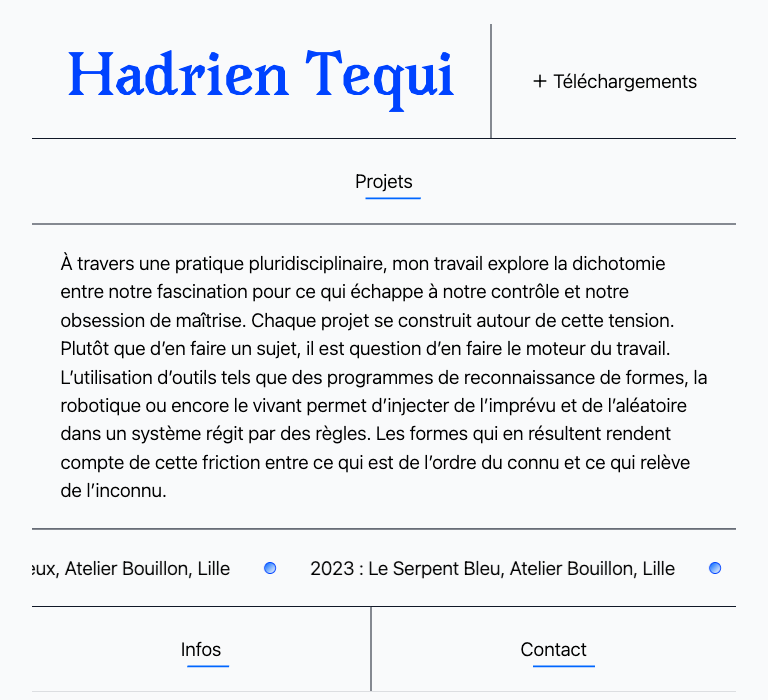 Hadrien Tequi
+ Téléchargements
Projets
À travers une pratique pluridisciplinaire, mon travail explore la dichotomie
entre notre fascination pour ce qui échappe à notre contrôle et notre
obsession de maîtrise. Chaque projet se construit autour de cette tension.
Plutôt que d’en faire un sujet, il est question d’en faire le moteur du travail.
L’utilisation d’outils tels que des programmes de reconnaissance de formes, la
robotique ou encore le vivant permet d’injecter de l’imprévu et de l’aléatoire
dans un système régit par des règles. Les formes qui en résultent rendent
compte de cette friction entre ce qui est de l’ordre du connu et ce qui relève
de l’inconnu.
eux, Atelier Bouillon, Lille 2023 : Le Serpent Bleu, Atelier Bouillon, Lille
Infos Contact